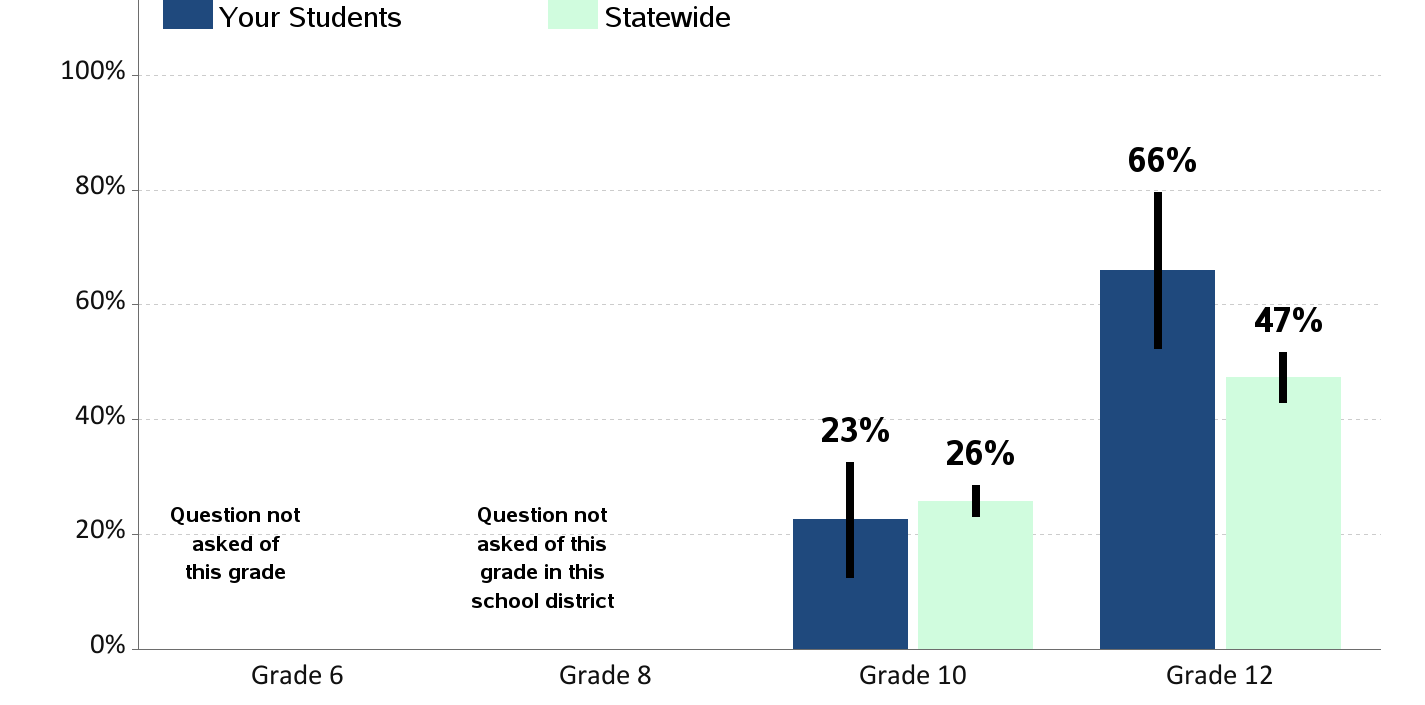 Your Students
Statewide
100%
80%
60%
40%
20%
0%
66%
47%
23%
26%
Question not
asked of
this grade
Question not
asked of this
grade in this
school district
Grade 6
Grade 8
Grade 10
Grade 12